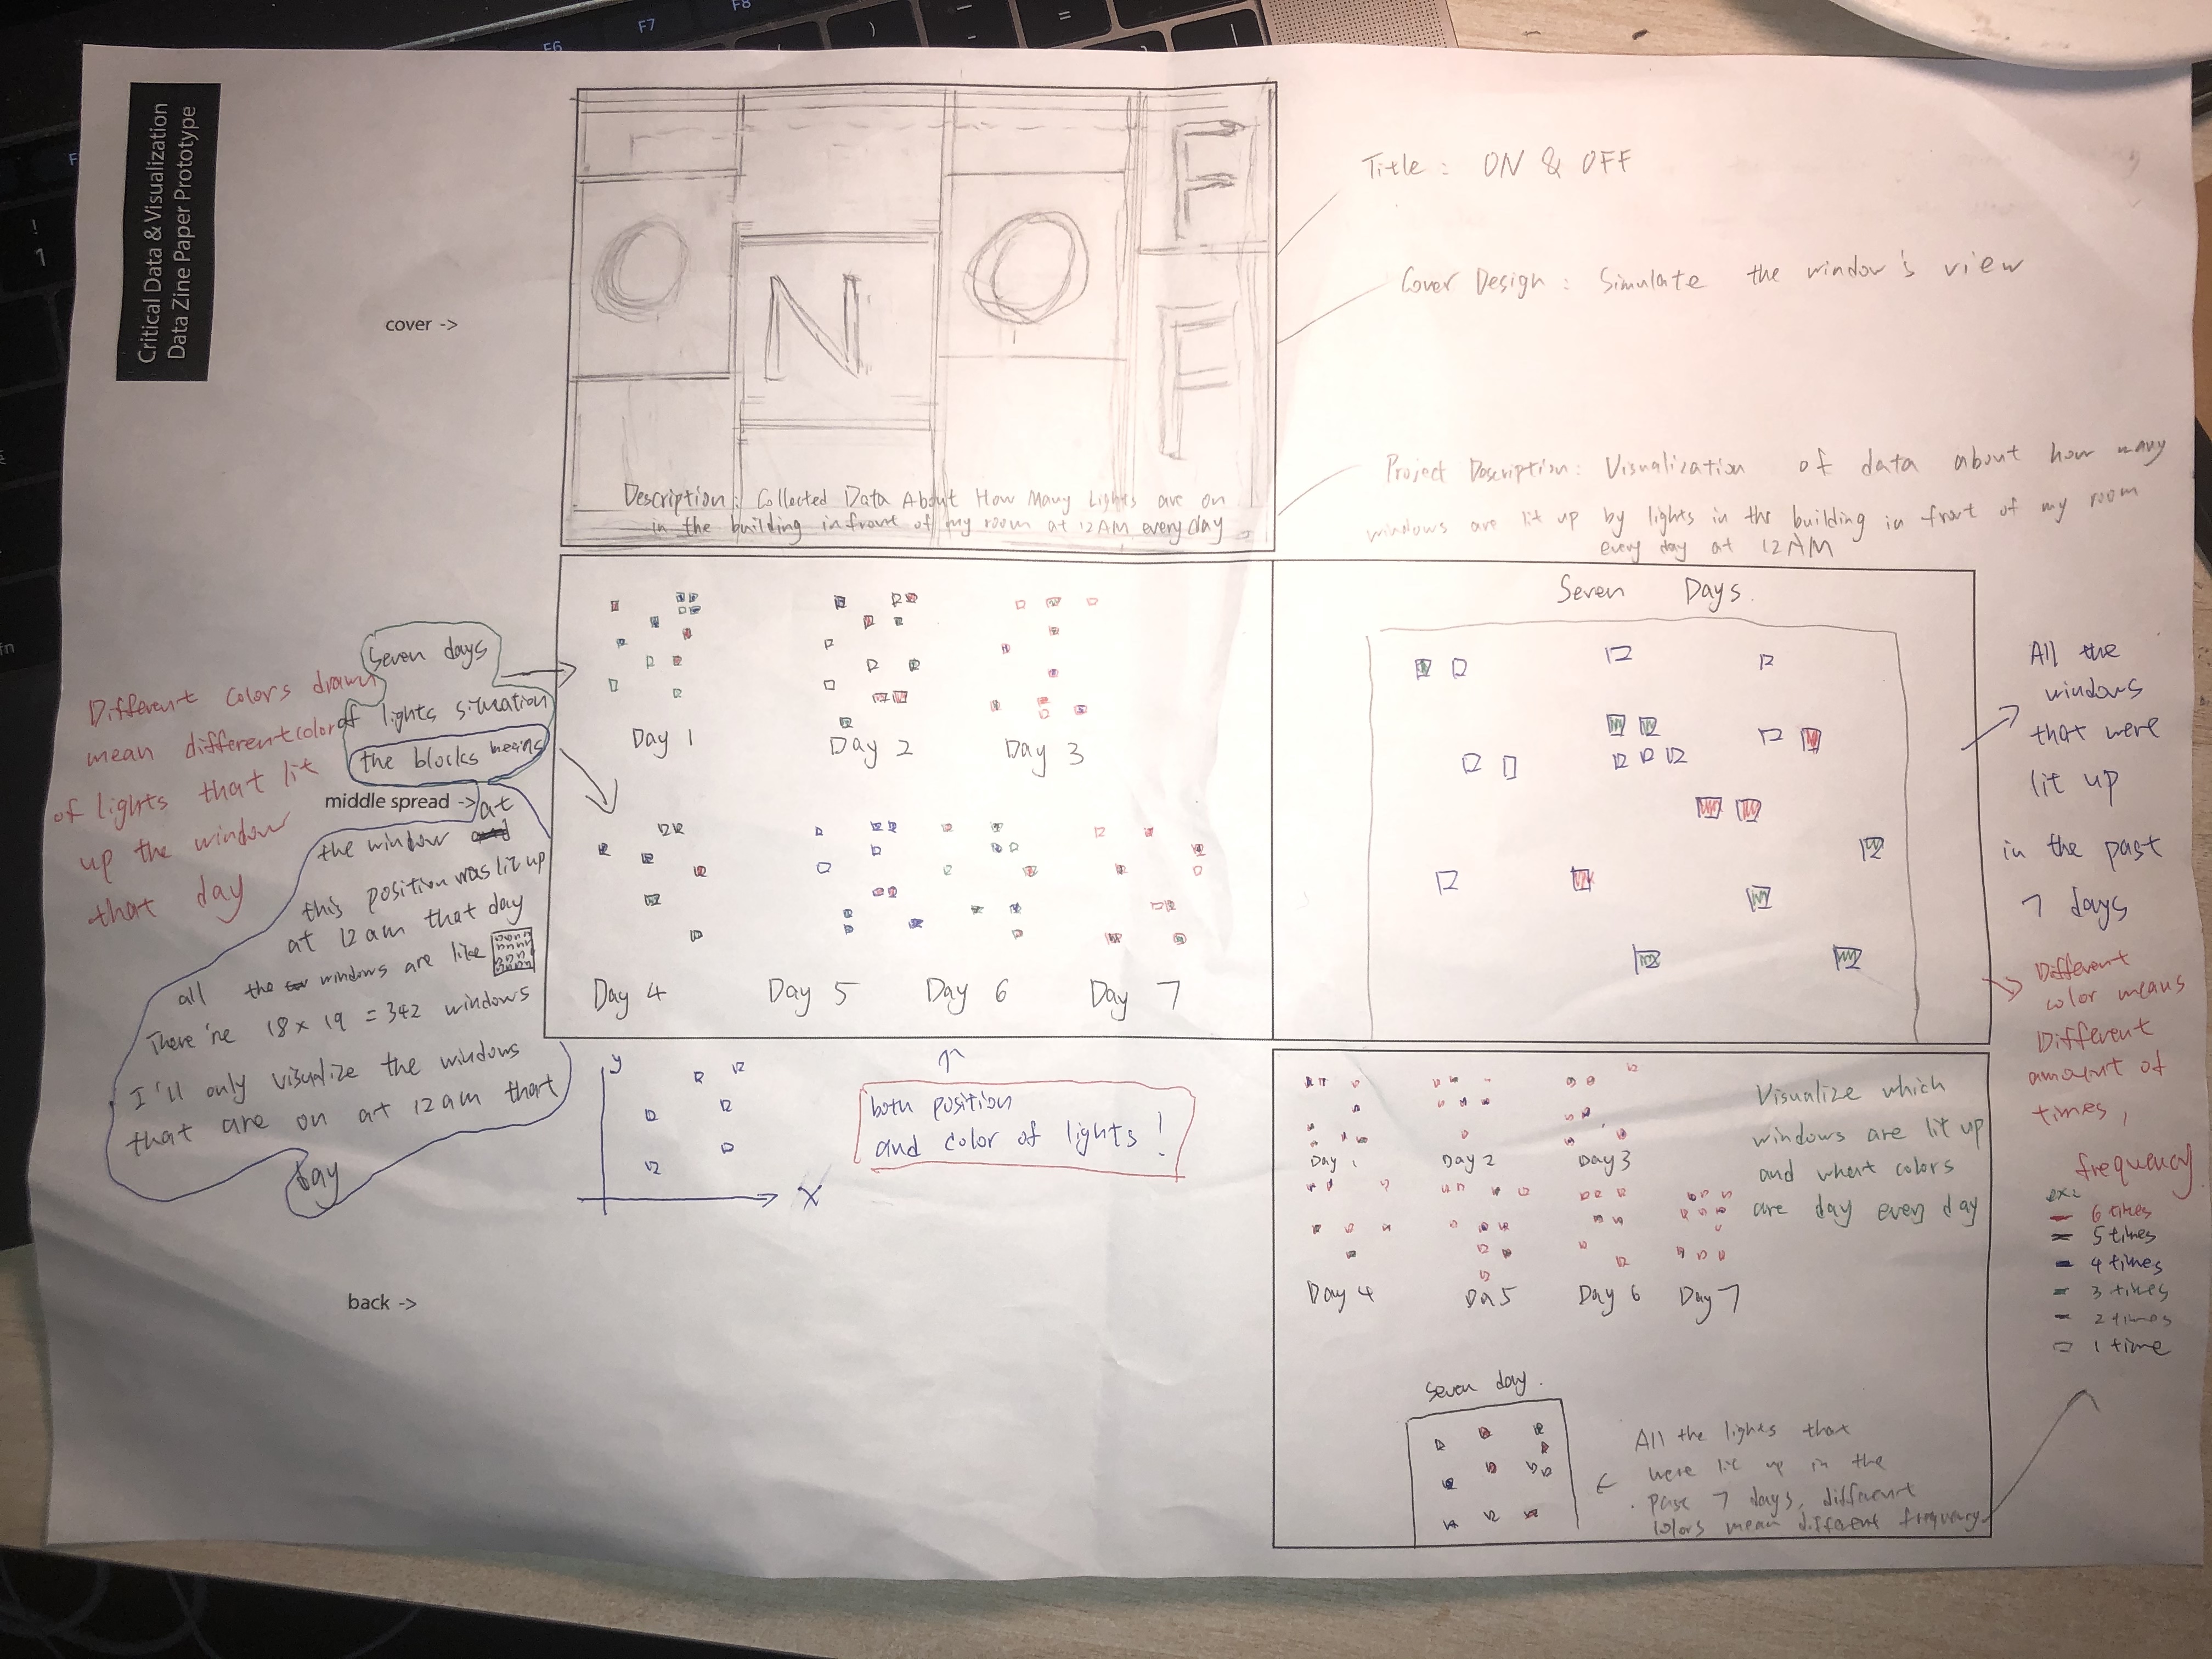 F6
F7
F8
!
1
fn
)
-
_
=
Critical Data & Visualization
Data Zine Paper Prototype
cover ->
O
N
O
F
F
Description: Collected Data About How Many Lights are on
in the building in front of my room at 12AM every day
Title : ON & OFF
Cover Design : Simulate the window's view
Project Description: Visualization of data about how many
windows are lit up by lights in the building in front of my room
every day at 12AM
Seven days
of lights situation
the blocks means
middle spread ->
at
the window
this position was lit up
at 12 am that day
all the windows are like
There're 18 x 19 = 342 windows
I'll only visualize the windows
that are on at 12am that
day
Different colors drawn
mean different color
of lights that lit
up the window
that day
Day 1
Day 2
Day 3
Day 4
Day 5
Day 6
Day 7
Seven Days.
All the
windows
that were
lit up
in the past
7 days
Different
color means
Different
amount of
times,
frequency
ex:
6 times
5 times
4 times
3 times
2 times
1 time
y
X
both position
and color of lights !
back ->
Day 1
Day 2
Day 3
Day 4
Da 5
Day 6
Day 7
Visualize which
windows are lit up
and what colors
are day every day
Seven day.
All the lights that
were lit up in the
past 7 days, different
colors mean different frequency